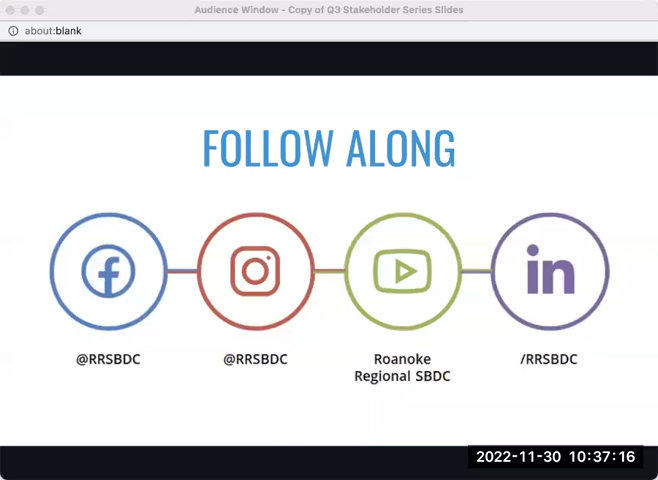 Audience Window - Copy of Q3 Stakeholder Series Slides
about:blank
FOLLOW ALONG
@RRSBDC
@RRSBDC
Roanoke
Regional SBDC
/RRSBDC
2022-11-30 10:37:16